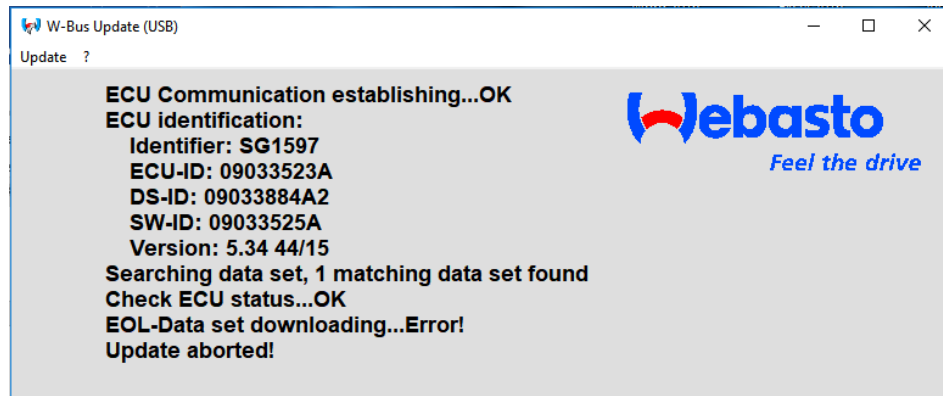 W-Bus Update (USB)
Update ?
ECU Communication establishing...OK
ECU identification:
Identifier: SG1597
ECU-ID: 09033523A
DS-ID: 09033884A2
SW-ID: 09033525A
Version: 5.34 44/15
Searching data set, 1 matching data set found
Check ECU status...OK
EOL-Data set downloading...Error!
Update aborted!
Webasto
Feel the drive